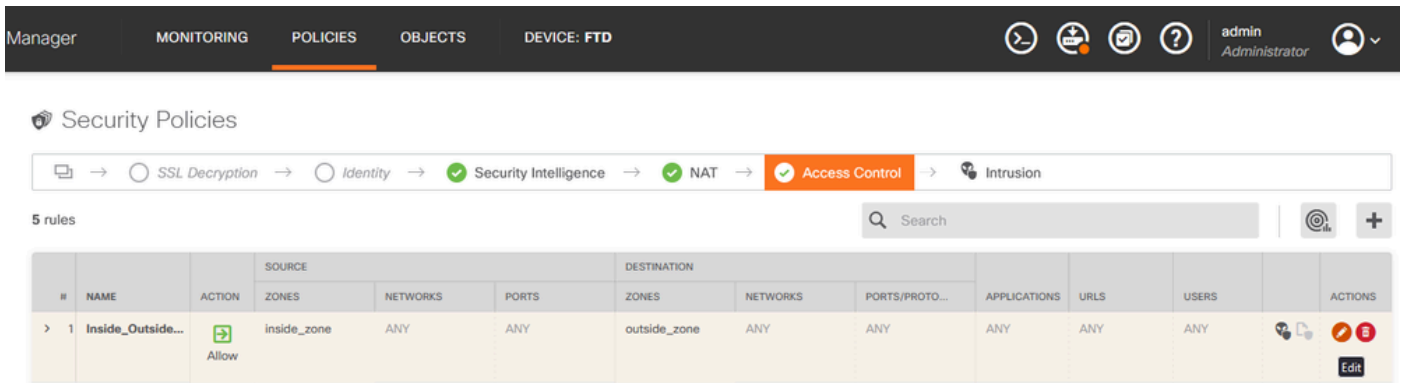 Manager MONITORING POLICIES OBJECTS DEVICE: FTD admin
Administrator
Security Policies
SSL Decryption Identity Security Intelligence NAT Access Control Intrusion
5 rules Search
SOURCE DESTINATION
# NAME ACTION ZONES NETWORKS PORTS ZONES NETWORKS PORTS/PROTO... APPLICATIONS URLS USERS ACTIONS
1 Inside_Outside... inside_zone ANY ANY outside_zone ANY ANY ANY ANY ANY
Allow
Edit